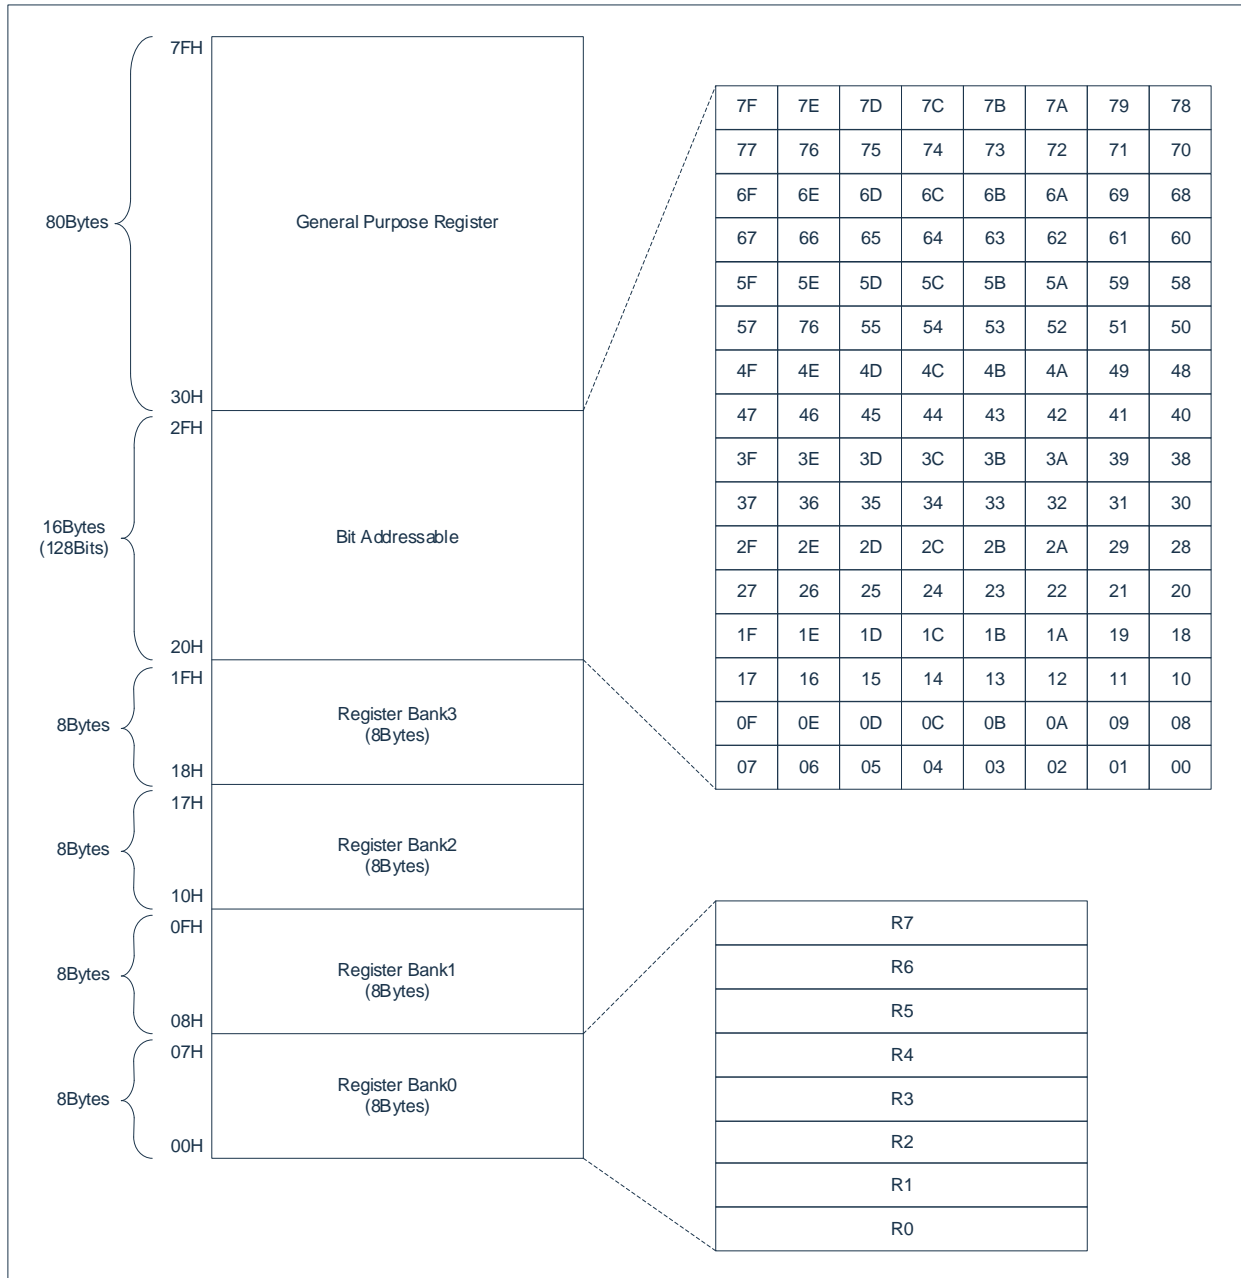 7FH
80Bytes
General Purpose Register
30H
2FH
16Bytes
(128Bits)
Bit Addressable
20H
1FH
8Bytes
Register Bank3
(8Bytes)
18H
17H
8Bytes
Register Bank2
(8Bytes)
10H
0FH
8Bytes
Register Bank1
(8Bytes)
08H
07H
8Bytes
Register Bank0
(8Bytes)
00H
7F 7E 7D 7C 7B 7A 79 78
77 76 75 74 73 72 71 70
6F 6E 6D 6C 6B 6A 69 68
67 66 65 64 63 62 61 60
5F 5E 5D 5C 5B 5A 59 58
57 76 55 54 53 52 51 50
4F 4E 4D 4C 4B 4A 49 48
47 46 45 44 43 42 41 40
3F 3E 3D 3C 3B 3A 39 38
37 36 35 34 33 32 31 30
2F 2E 2D 2C 2B 2A 29 28
27 26 25 24 23 22 21 20
1F 1E 1D 1C 1B 1A 19 18
17 16 15 14 13 12 11 10
0F 0E 0D 0C 0B 0A 09 08
07 06 05 04 03 02 01 00
R7
R6
R5
R4
R3
R2
R1
R0